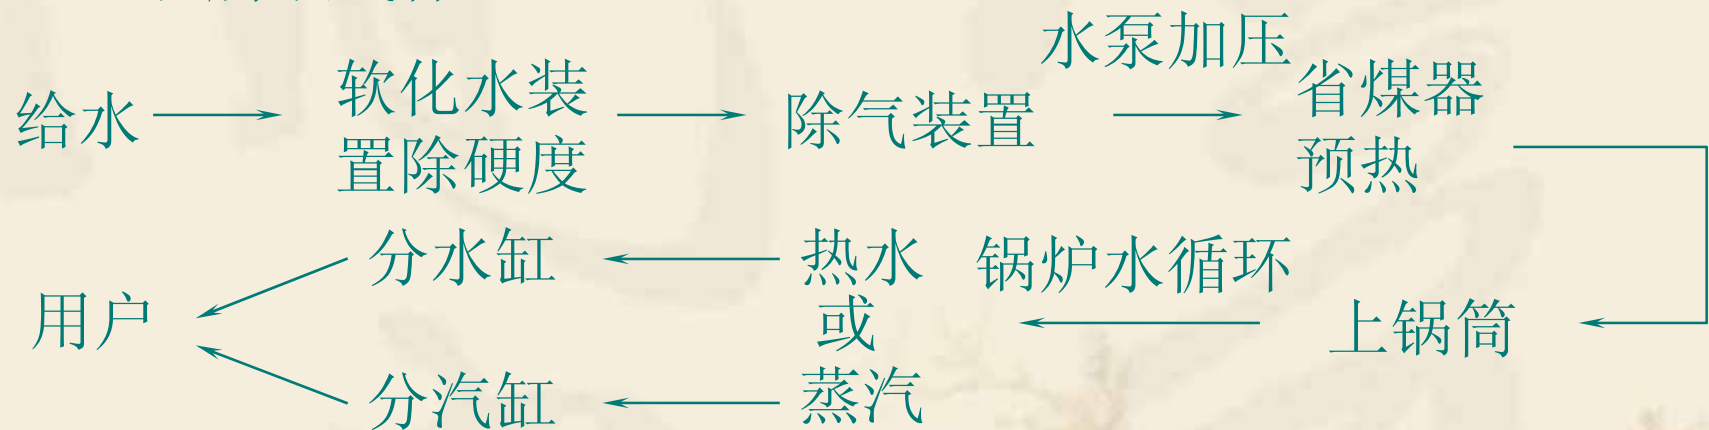 水泵加压
给水
软化水装
置除硬度
除气装置
省煤器
预热
分水缸
热水
锅炉水循环
用户
或
上锅筒
分汽缸
蒸汽